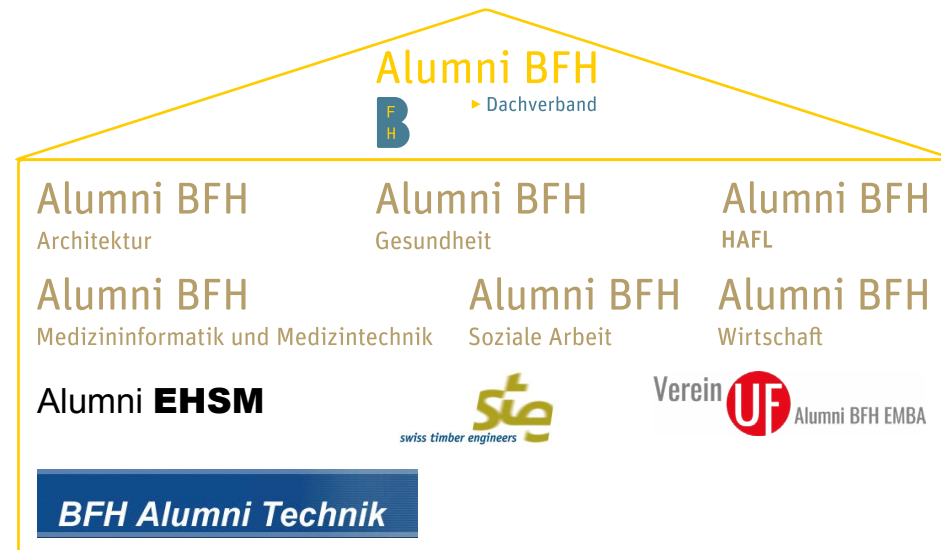 Alumni BFH
F
H
▸ Dachverband
Alumni BFH
Architektur
Alumni BFH
Gesundheit
Alumni BFH
HAFL
Alumni BFH
Medizininformatik und Medizintechnik
Alumni BFH
Soziale Arbeit
Alumni BFH
Wirtschaft
Alumni EHSM
ste
swiss timber engineers
Verein UF Alumni BFH EMBA
BFH Alumni Technik